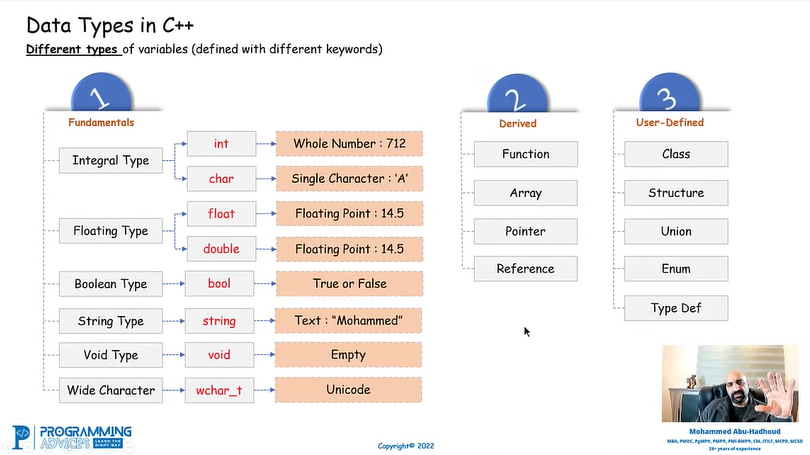 Data Types in C++
Different types of variables (defined with different keywords)
1
Fundamentals
Integral Type
int
Whole Number : 712
char
Single Character : ‘A’
Floating Type
float
Floating Point : 14.5
double
Floating Point : 14.5
Boolean Type
bool
True or False
String Type
string
Text : “Mohammed”
Void Type
void
Empty
Wide Character
wchar_t
Unicode
2
Derived
Function
Array
Pointer
Reference
3
User-Defined
Class
Structure
Union
Enum
Type Def
PROGRAMMING
ADVICES LEARN THE RIGHT WAY
Copyright© 2022
Mohammed Abu-Hadhoud
MBA, PMOC, PgMP®, PMP®, PMI-RMP®, CM, ITILF, MCPD, MCSD
26+ years of experience